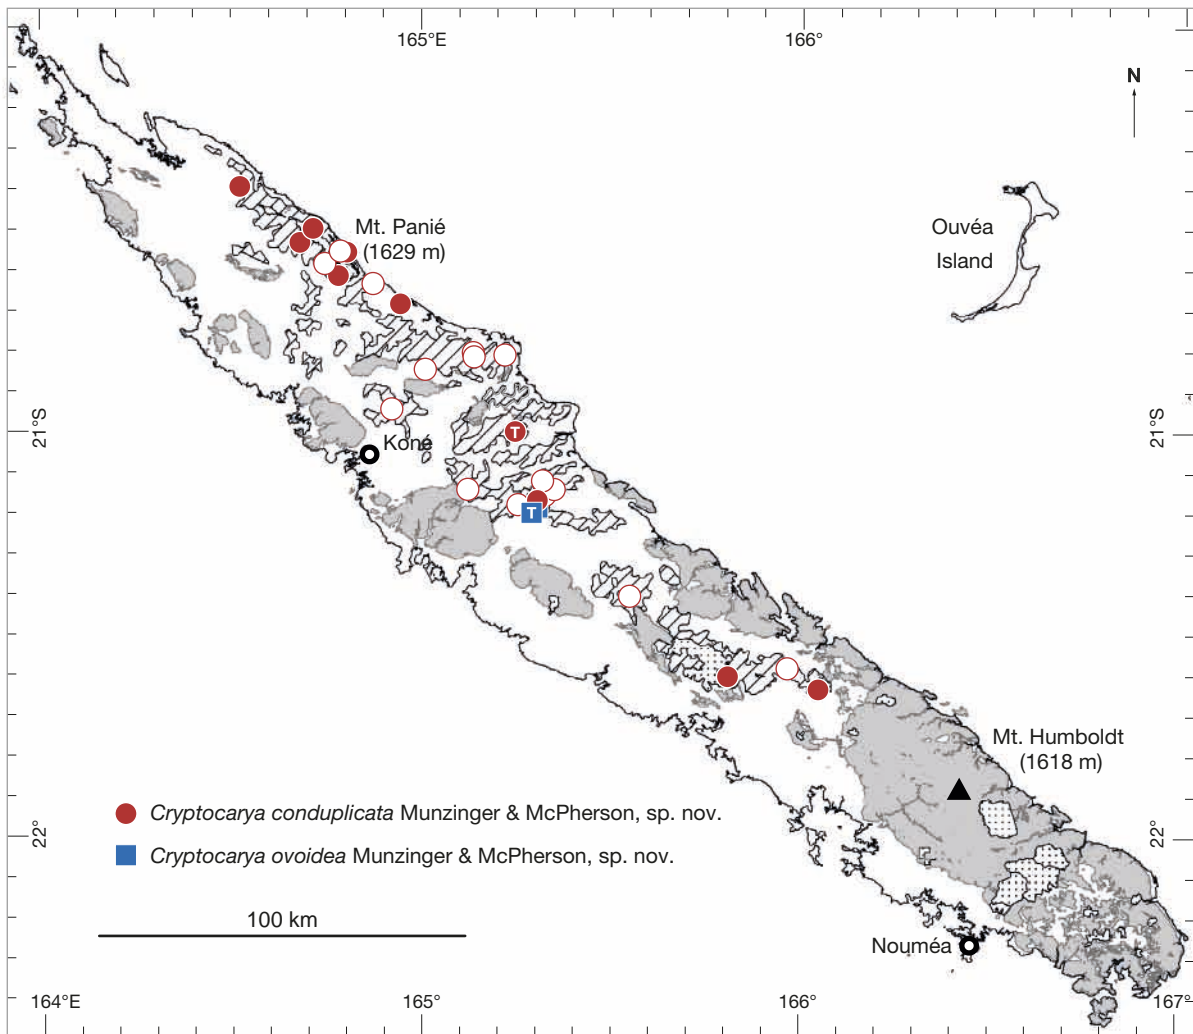 165°E
166°
N
Mt. Panié
(1629 m)
Ouvéa
Island
21°S
21°S
Koné
T
T
Mt. Humboldt
(1618 m)
Cryptocarya conduplicata Munzinger & McPherson, sp. nov.
22°
22°
Cryptocarya ovoidea Munzinger & McPherson, sp. nov.
100 km
Nouméa
164°E
165°
166°
167°